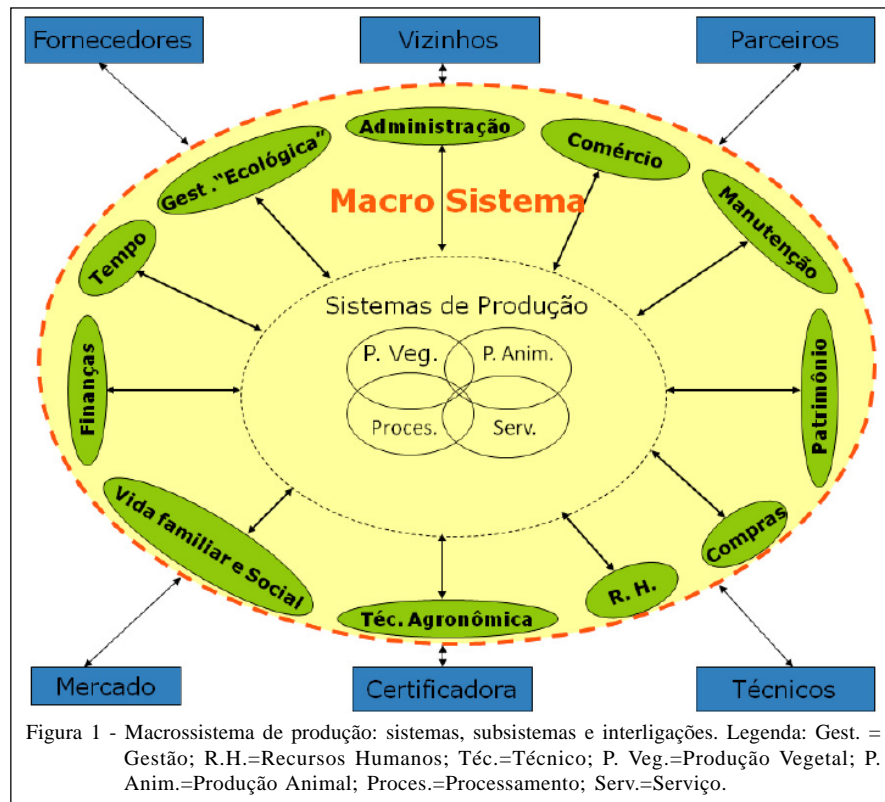 Fornecedores
Vizinhos
Parceiros
Administração
Gest ."Ecológica"
Comércio
Macro Sistema
Manutenção
Tempo
Sistemas de Produção
P. Veg.
P. Anim.
Finanças
Patrimônio
Proces.
Serv.
Vida familiar e Social
Compras
R. H.
Téc. Agronômica
Mercado
Certificadora
Técnicos
Figura 1 - Macrossistema de produção: sistemas, subsistemas e interligações. Legenda: Gest. =
Gestão; R.H.=Recursos Humanos; Téc.=Técnico; P. Veg.=Produção Vegetal; P.
Anim.=Produção Animal; Proces.=Processamento; Serv.=Serviço.